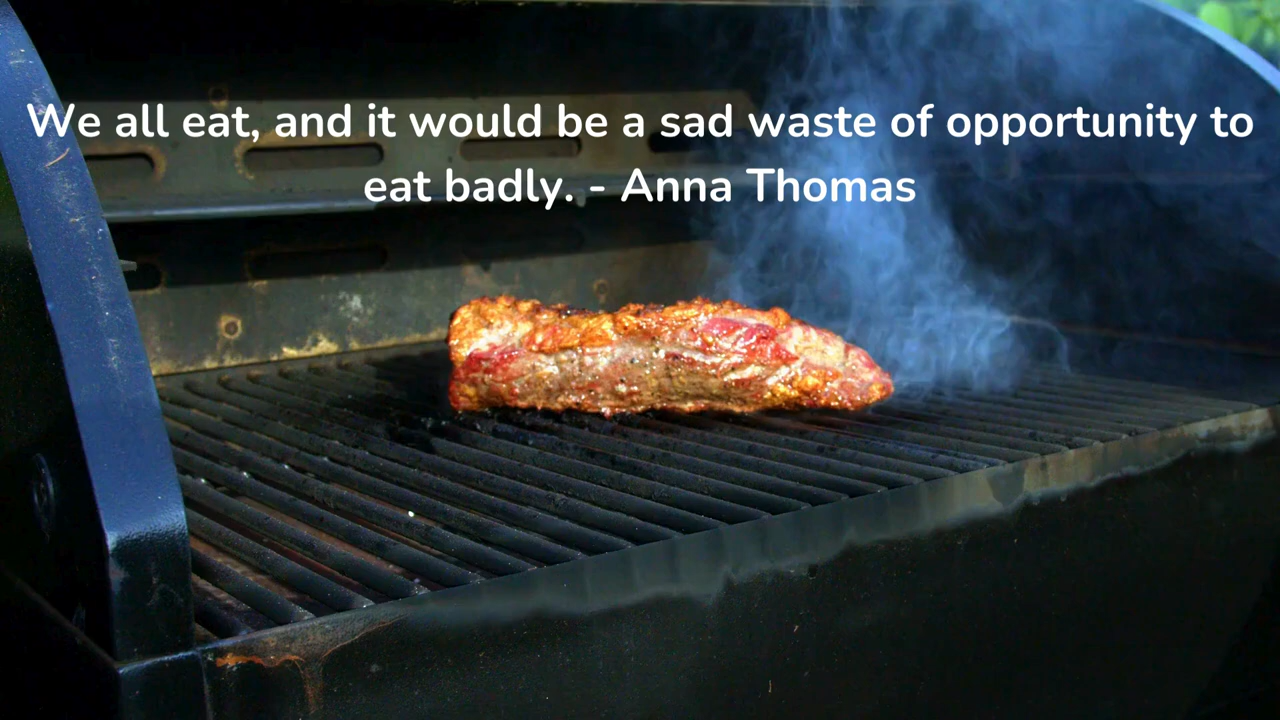 We all eat, and it would be a sad waste of opportunity to
eat badly. - Anna Thomas